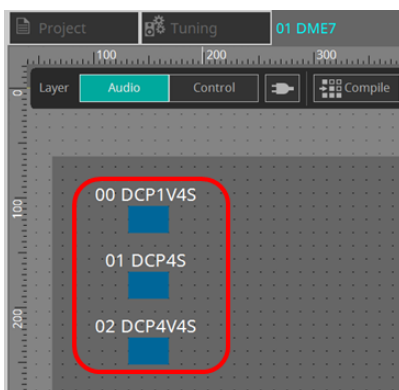 Project Tuning 01 DME7
100 200 300
Layer Audio Control Compile
0
00 DCP1V4S
100
01 DCP4S
02 DCP4V4S
200